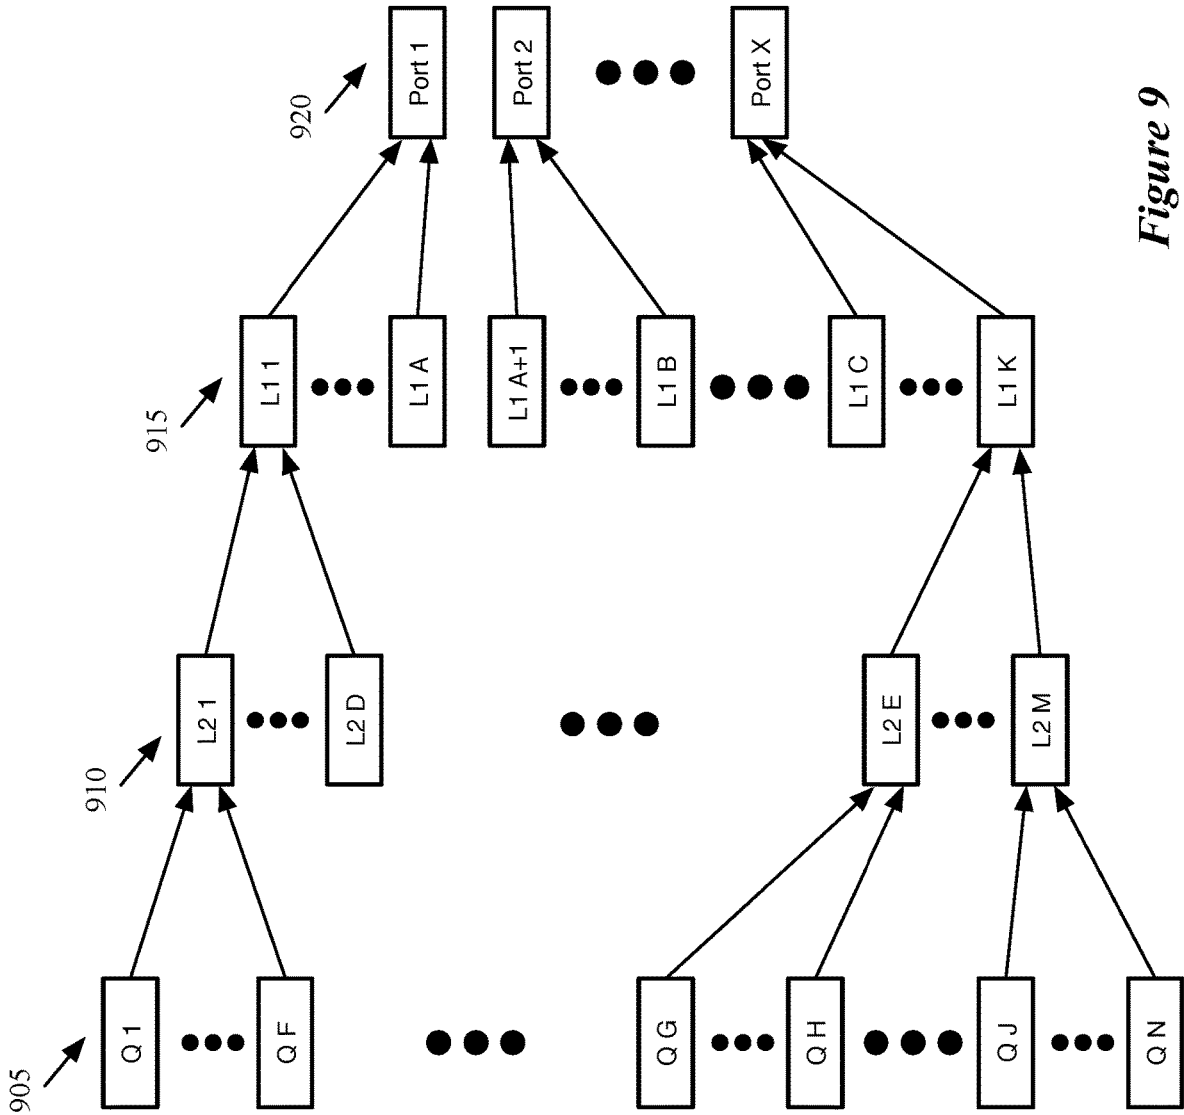 920
Port 1
Port 2
Port X
915
L1 1
L1 A
L1 A+1
L1 B
L1 C
L1 K
910
L2 1
L2 D
L2 E
L2 M
905
Q 1
Q F
Q G
Q H
Q J
Q N
Figure 9